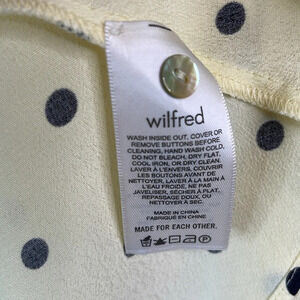 wilfred
WASH INSIDE OUT, COVER OR
REMOVE BUTTONS BEFORE
CLEANING, HAND WASH COLD,
DO NOT BLEACH, DRY FLAT,
COOL IRON, OR DRY CLEAN.
LAVER À L'ENVERS, COUVRIR
LES BOUTONS AVANT DE
NETTOYER, LAVER À LA MAIN À
L'EAU FROIDE, NE PAS
JAVELISER, SÉCHER À PLAT,
REPASSAGE DOUX, OU
NETTOYER À SEC.
MADE IN CHINA
FABRIQUÉ EN CHINE
MADE FOR EACH OTHER.